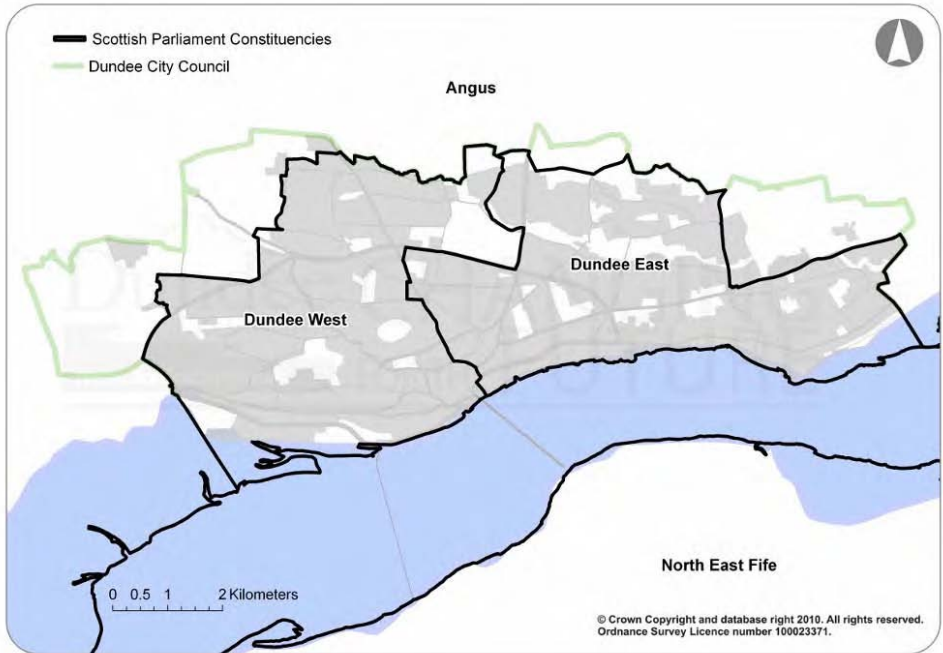 Scottish Parliament Constituencies
Dundee City Council
Angus
Dundee East
Dundee West
North East Fife
0 0.5 1 2 Kilometers
© Crown Copyright and database right 2010. All rights reserved.
Ordnance Survey Licence number 100023371.